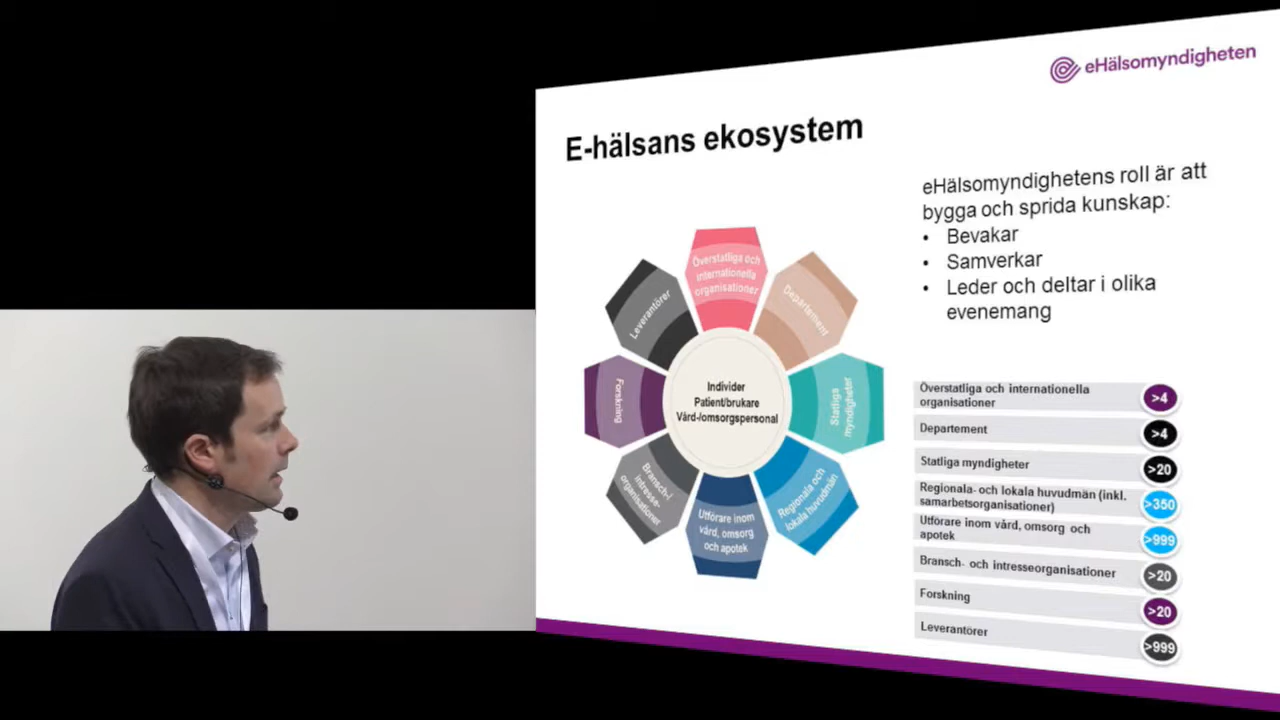 eHälsomyndigheten
E-hälsans ekosystem
eHälsomyndighetens roll är att
bygga och sprida kunskap:
• Bevakar
• Samverkar
• Leder och deltar i olika
evenemang
Överstatliga och
internationella
organisationer
Departement
Statliga
myndigheter
Regionala och
lokala huvudmän
Utförare inom
vård, omsorg
och apotek
Bransch-/
intresse-
organisationer
Forskning
Leverantörer
Individer
Patient/brukare
Vård-/omsorgspersonal
Överstatliga och internationella
organisationer
>4
Departement
>4
Statliga myndigheter
>20
Regionala- och lokala huvudmän (inkl.
samarbetsorganisationer)
>350
Utförare inom vård, omsorg och
apotek
>999
Bransch- och intresseorganisationer
>20
Forskning
>20
Leverantörer
>999